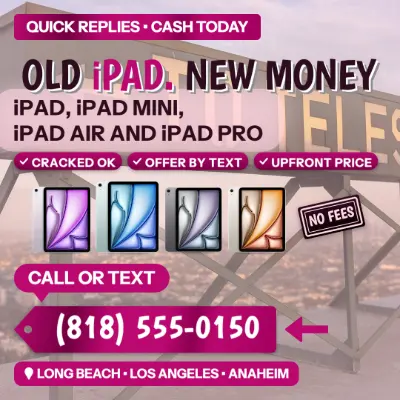 QUICK REPLIES • CASH TODAY
OLD iPAD. NEW MONEY
iPAD, iPAD MINI,
iPAD AIR AND iPAD PRO
✓ CRACKED OK ✓ OFFER BY TEXT ✓ UPFRONT PRICE
NO FEES
CALL OR TEXT
(818) 555-0150
LONG BEACH • LOS ANGELES • ANAHEIM